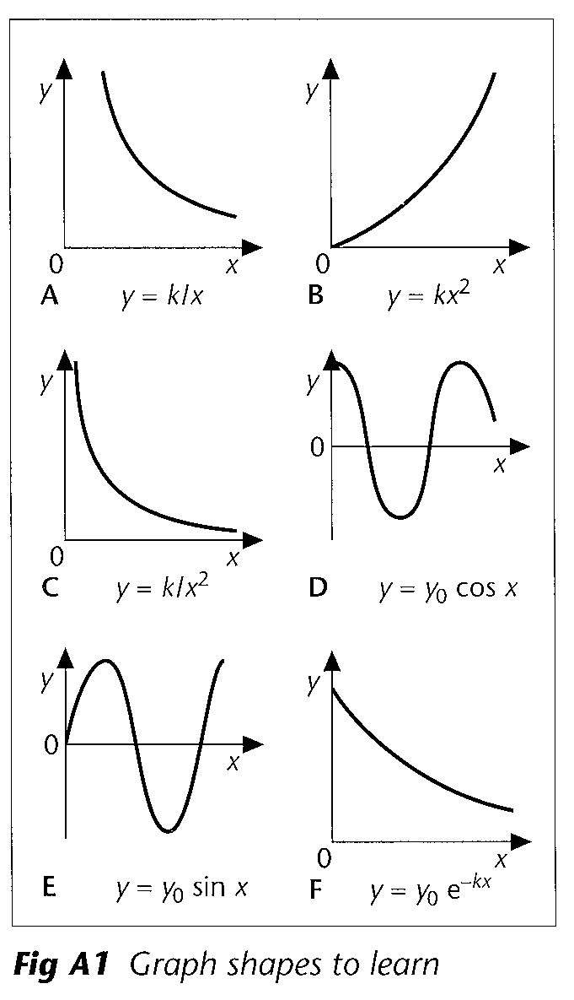 y
y
0
x
0
x
A y = k/x
B y = kx²
y
y
0
0
x
x
C y = k/x²
D y = y₀ cos x
y
y
0
x
0
x
E y = y₀ sin x
F y = y₀ e⁻ᵏˣ
Fig A1 Graph shapes to learn